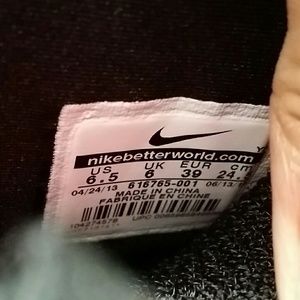 nikebetterworld.com
US UK EUR cm
6.5 6 39 24.
04/24/13 616765-001 06/13/
MADE IN CHINA
FABRIQUE EN CHINE
UPC